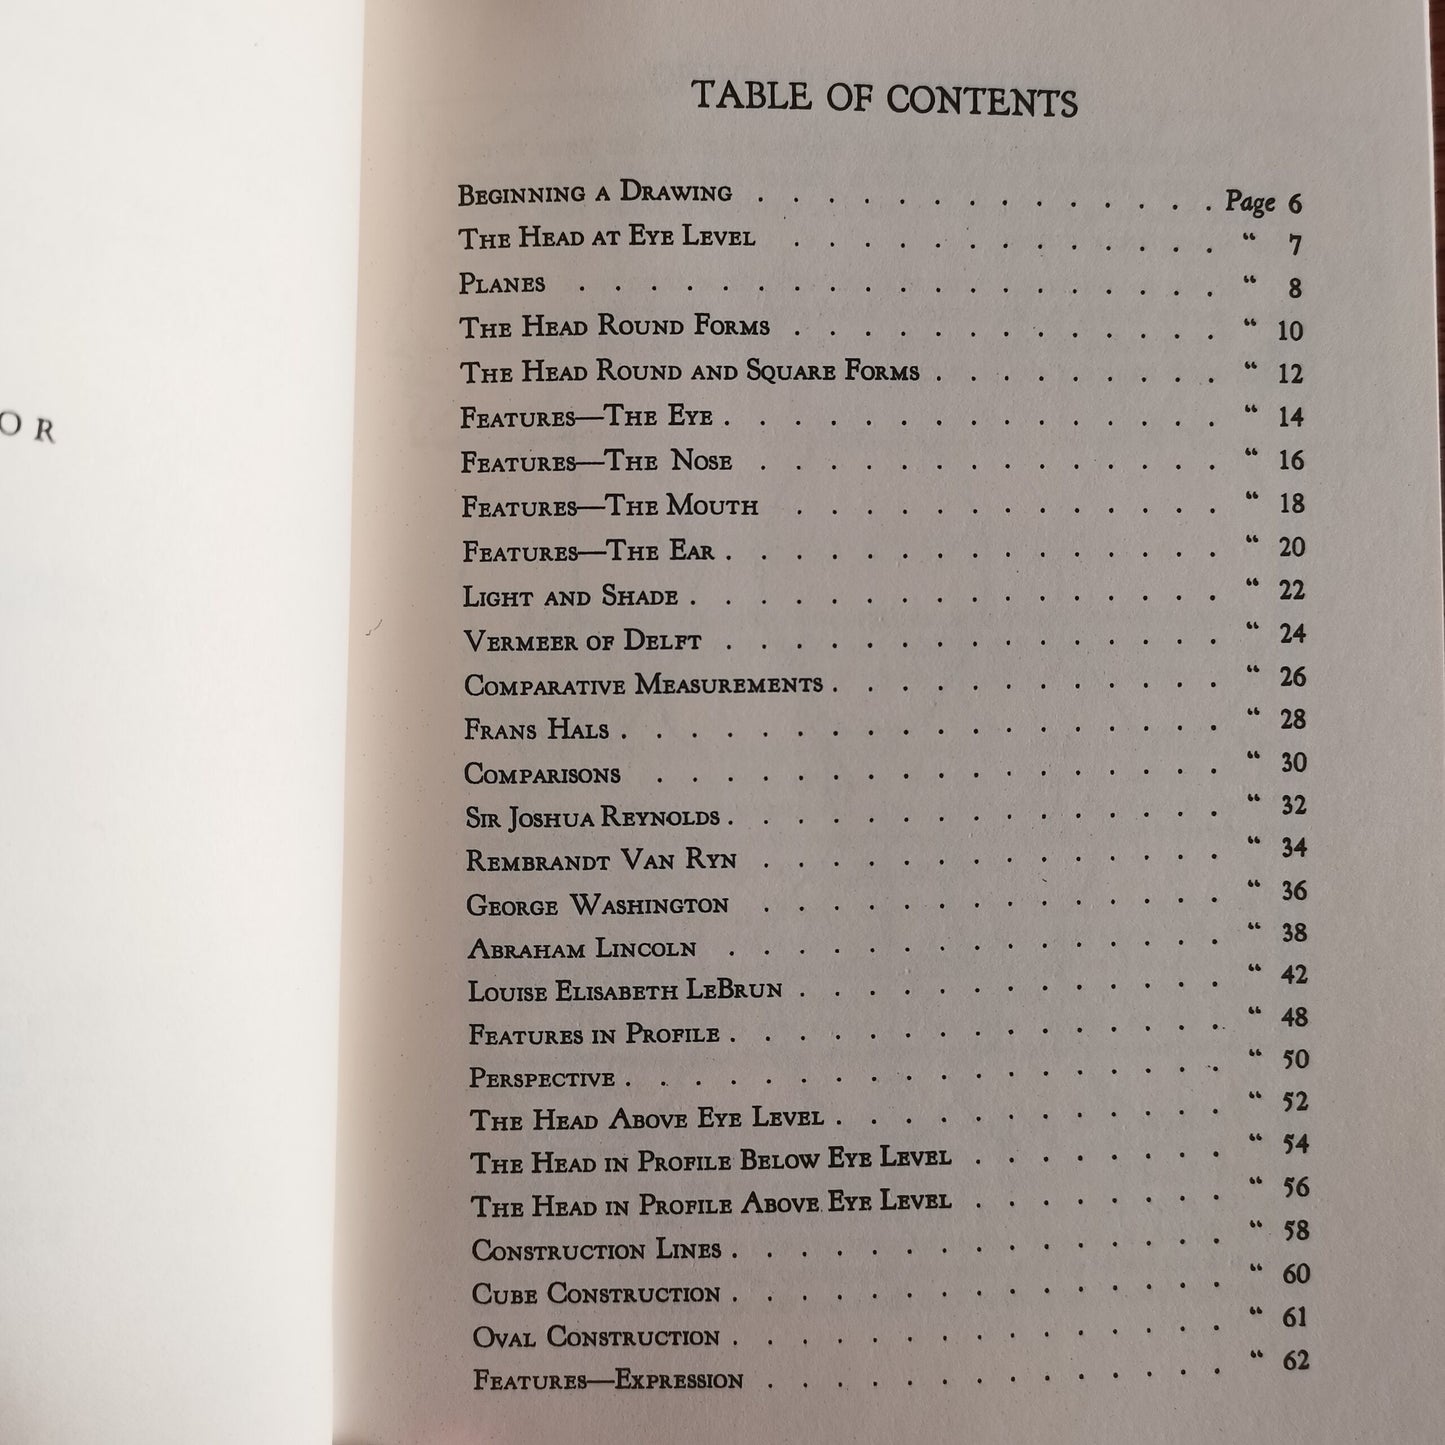 OR
TABLE OF CONTENTS
BEGINNING A DRAWING . . . . . . . . . . . . . Page 6
THE HEAD AT EYE LEVEL . . . . . . . . . . . . “ 7
PLANES . . . . . . . . . . . . . . . . . . “ 8
THE HEAD ROUND FORMS . . . . . . . . . . . . “ 10
THE HEAD ROUND AND SQUARE FORMS . . . . . . . . “ 12
FEATURES—THE EYE . . . . . . . . . . . . . . “ 14
FEATURES—THE NOSE . . . . . . . . . . . . . “ 16
FEATURES—THE MOUTH . . . . . . . . . . . . “ 18
FEATURES—THE EAR . . . . . . . . . . . . . . “ 20
LIGHT AND SHADE . . . . . . . . . . . . . . . “ 22
VERMEER OF DELFT . . . . . . . . . . . . . . “ 24
COMPARATIVE MEASUREMENTS . . . . . . . . . . . “ 26
FRANS HALS . . . . . . . . . . . . . . . . . “ 28
COMPARISONS . . . . . . . . . . . . . . . . “ 30
SIR JOSHUA REYNOLDS . . . . . . . . . . . . . . “ 32
REMBRANDT VAN RYN . . . . . . . . . . . . . “ 34
GEORGE WASHINGTON . . . . . . . . . . . . . “ 36
ABRAHAM LINCOLN . . . . . . . . . . . . . . “ 38
LOUISE ELISABETH LEBRUN . . . . . . . . . . . . “ 42
FEATURES IN PROFILE . . . . . . . . . . . . . . “ 48
PERSPECTIVE . . . . . . . . . . . . . . . . . “ 50
THE HEAD ABOVE EYE LEVEL . . . . . . . . . . . “ 52
THE HEAD IN PROFILE BELOW EYE LEVEL . . . . . . . “ 54
THE HEAD IN PROFILE ABOVE EYE LEVEL . . . . . . . “ 56
CONSTRUCTION LINES . . . . . . . . . . . . . . “ 58
CUBE CONSTRUCTION . . . . . . . . . . . . . . “ 60
OVAL CONSTRUCTION . . . . . . . . . . . . . . “ 61
FEATURES—EXPRESSION . . . . . . . . . . . . . “ 62